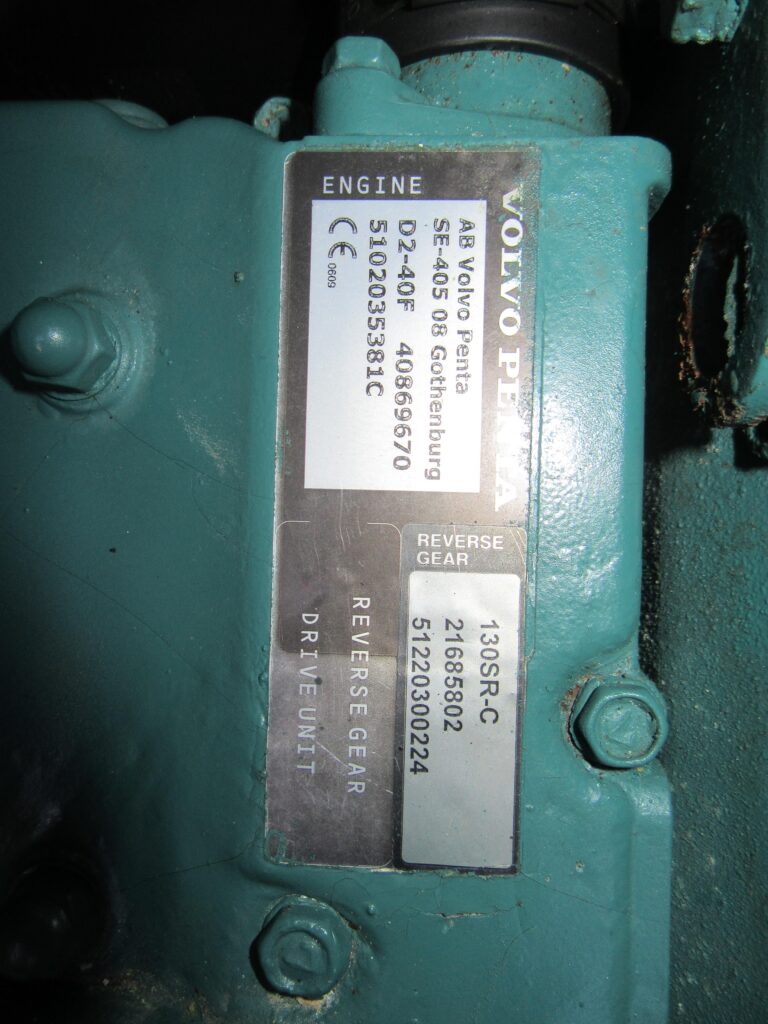 VOLVO PENTA
ENGINE
AB Volvo Penta
SE-405 08 Gothenburg
D2-40F 40869670
5102035381C
CE 0609
REVERSE
GEAR
130SR-C
21685802
51220300224
REVERSE GEAR
DRIVE UNIT